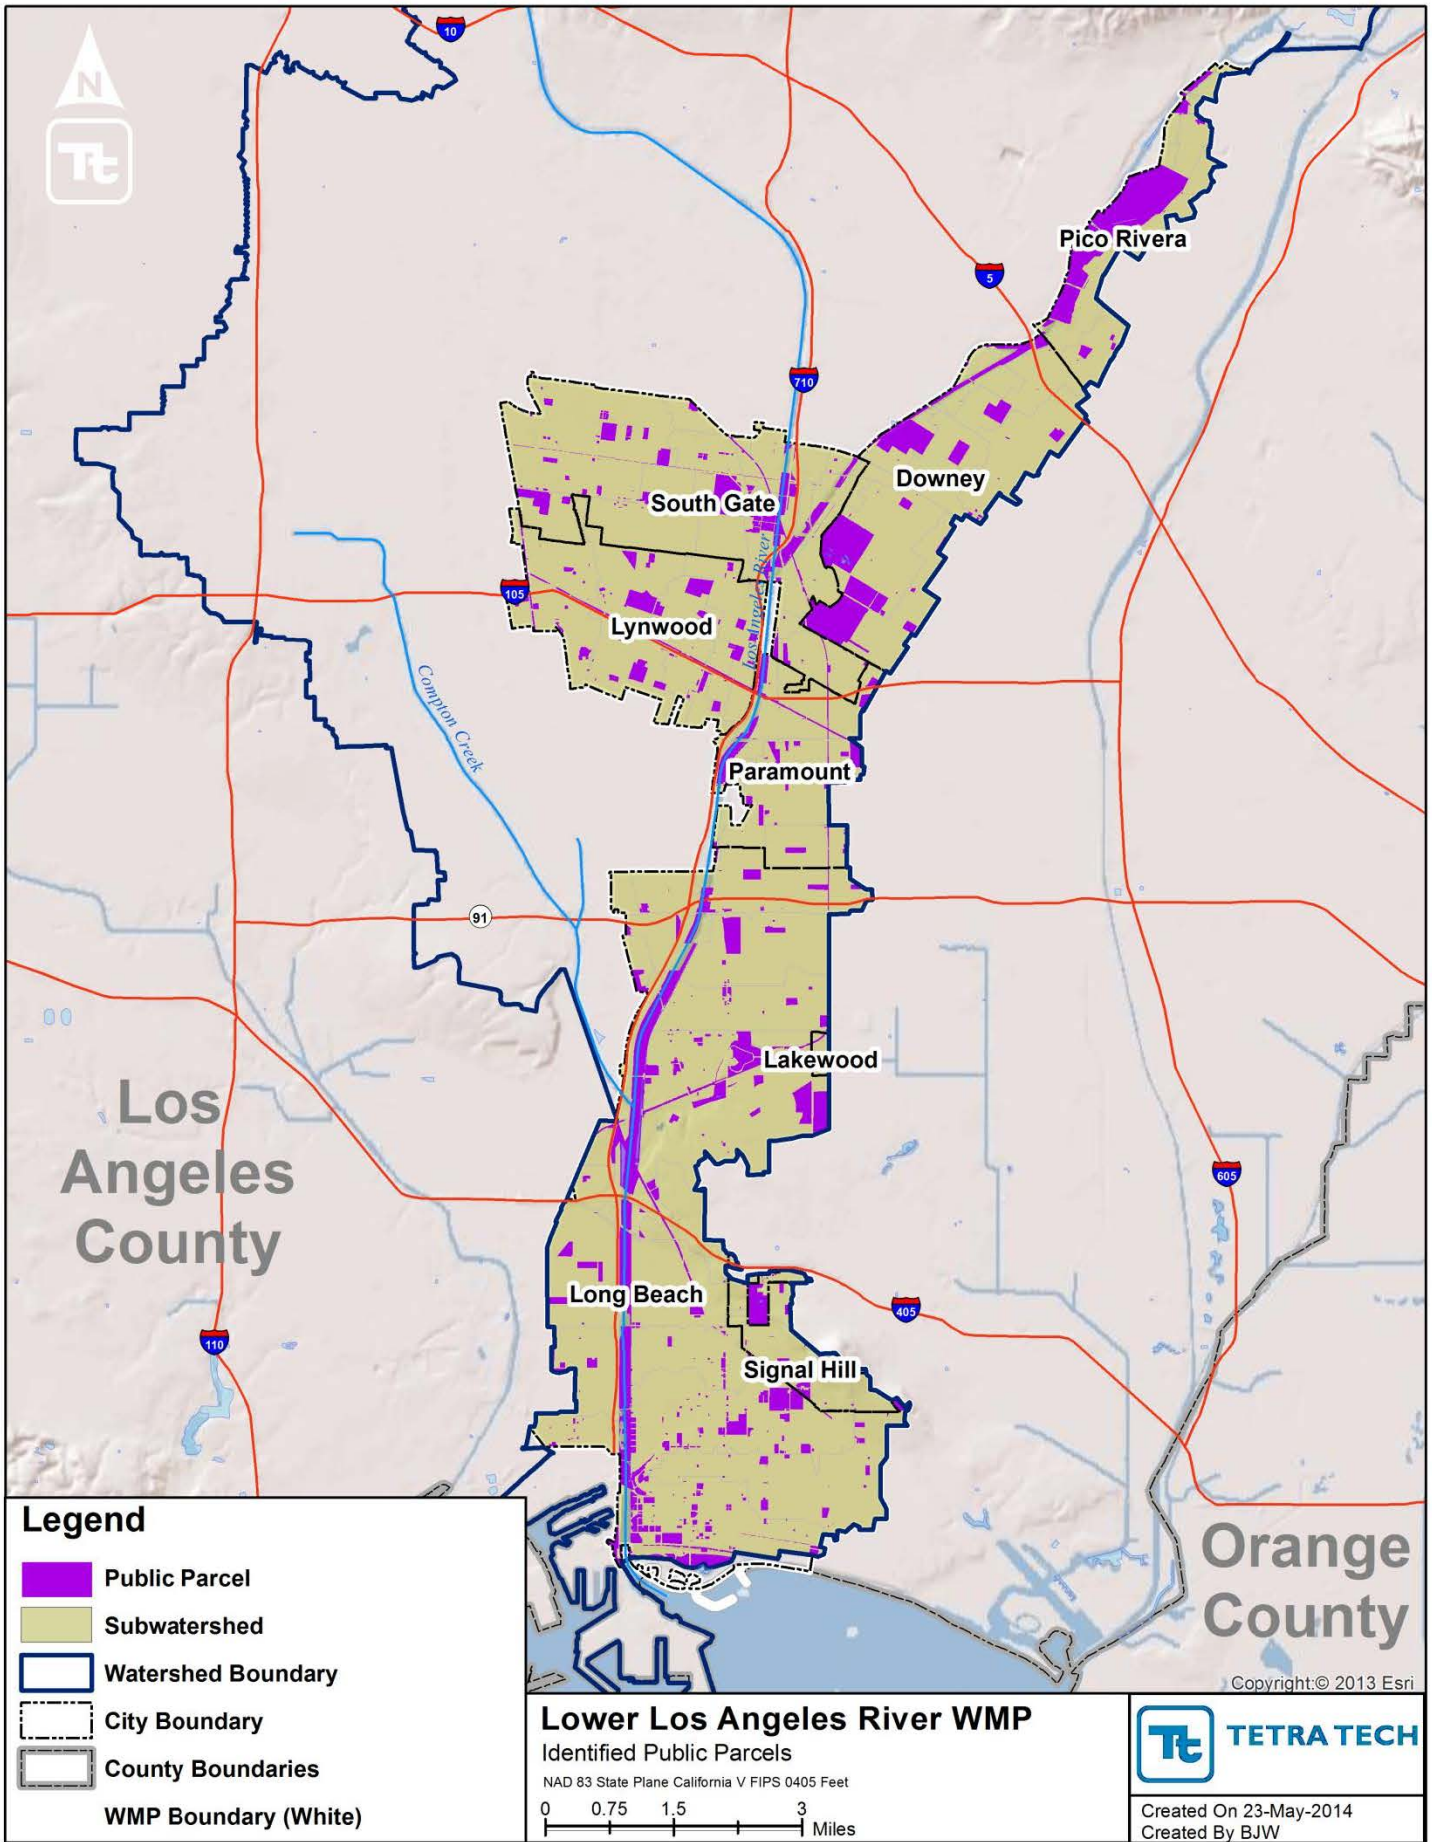 10
N
Tt
Pico Rivera
5
710
Downey
South Gate
Los Angeles River
105
Lynwood
Compton Creek
Paramount
91
Lakewood
Los
Angeles
County
605
Long Beach
405
110
Signal Hill
Orange
County
Copyright:© 2013 Esri
Legend
Public Parcel
Subwatershed
Watershed Boundary
City Boundary
County Boundaries
WMP Boundary (White)
Lower Los Angeles River WMP
Identified Public Parcels
NAD 83 State Plane California V FIPS 0405 Feet
0 0.75 1.5 3
Miles
Tt TETRA TECH
Created On 23-May-2014
Created By BJW